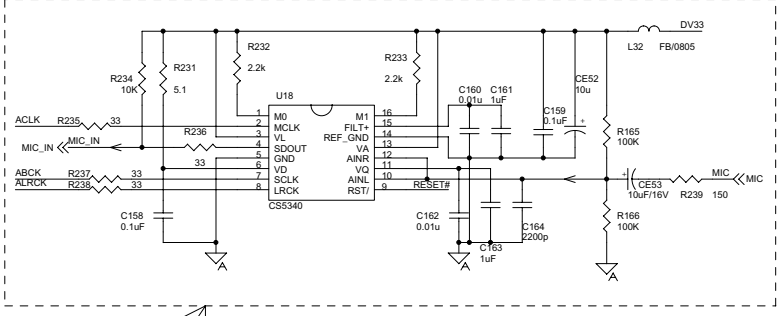 DV33
L32 FB/0805
R232
2.2k
R233
2.2k
R234
10K
R231
5.1
CE52
10u
C160
0.01u
C161
1uF
C159
0.1uF
U18
1 M0
2 MCLK
3 VL
4 SDOUT
5 GND
6 VD
7 SCLK
8 LRCK
M1 16
FILT+ 15
REF_GND 14
VA 13
AINR 12
VQ 11
AINL 10
RST/ 9
CS5340
ACLK R235 33
MIC_IN MIC_IN
R236
33
ABCK R237 33
ALRCK R238 33
RESET#
R165
100K
R166
100K
CE53
10uF/16V
R239 150
MIC MIC
C158
0.1uF
C162
0.01u
C163
1uF
C164
2200p
A
A
A